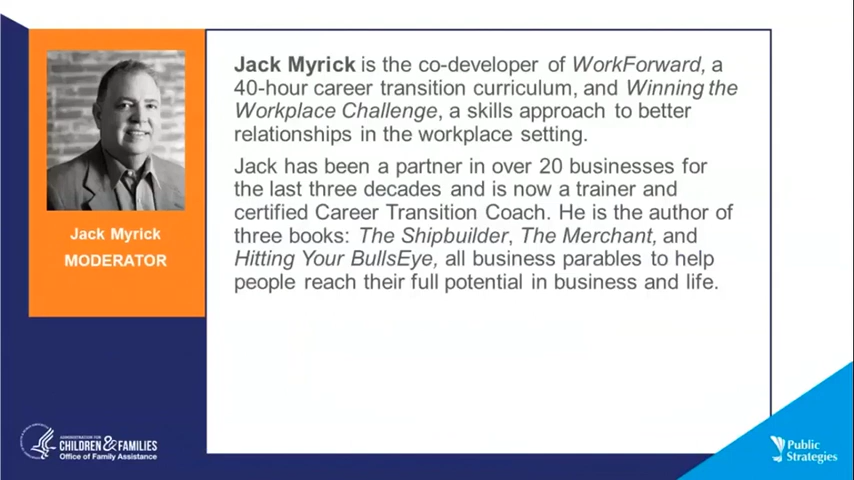 Jack Myrick is the co-developer of WorkForward, a
40-hour career transition curriculum, and Winning the
Workplace Challenge, a skills approach to better
relationships in the workplace setting.
Jack has been a partner in over 20 businesses for
the last three decades and is now a trainer and
certified Career Transition Coach. He is the author of
three books: The Shipbuilder, The Merchant, and
Hitting Your BullsEye, all business parables to help
people reach their full potential in business and life.
Jack Myrick
MODERATOR
ADMINISTRATION FOR
CHILDREN & FAMILIES
Office of Family Assistance
Public
Strategies